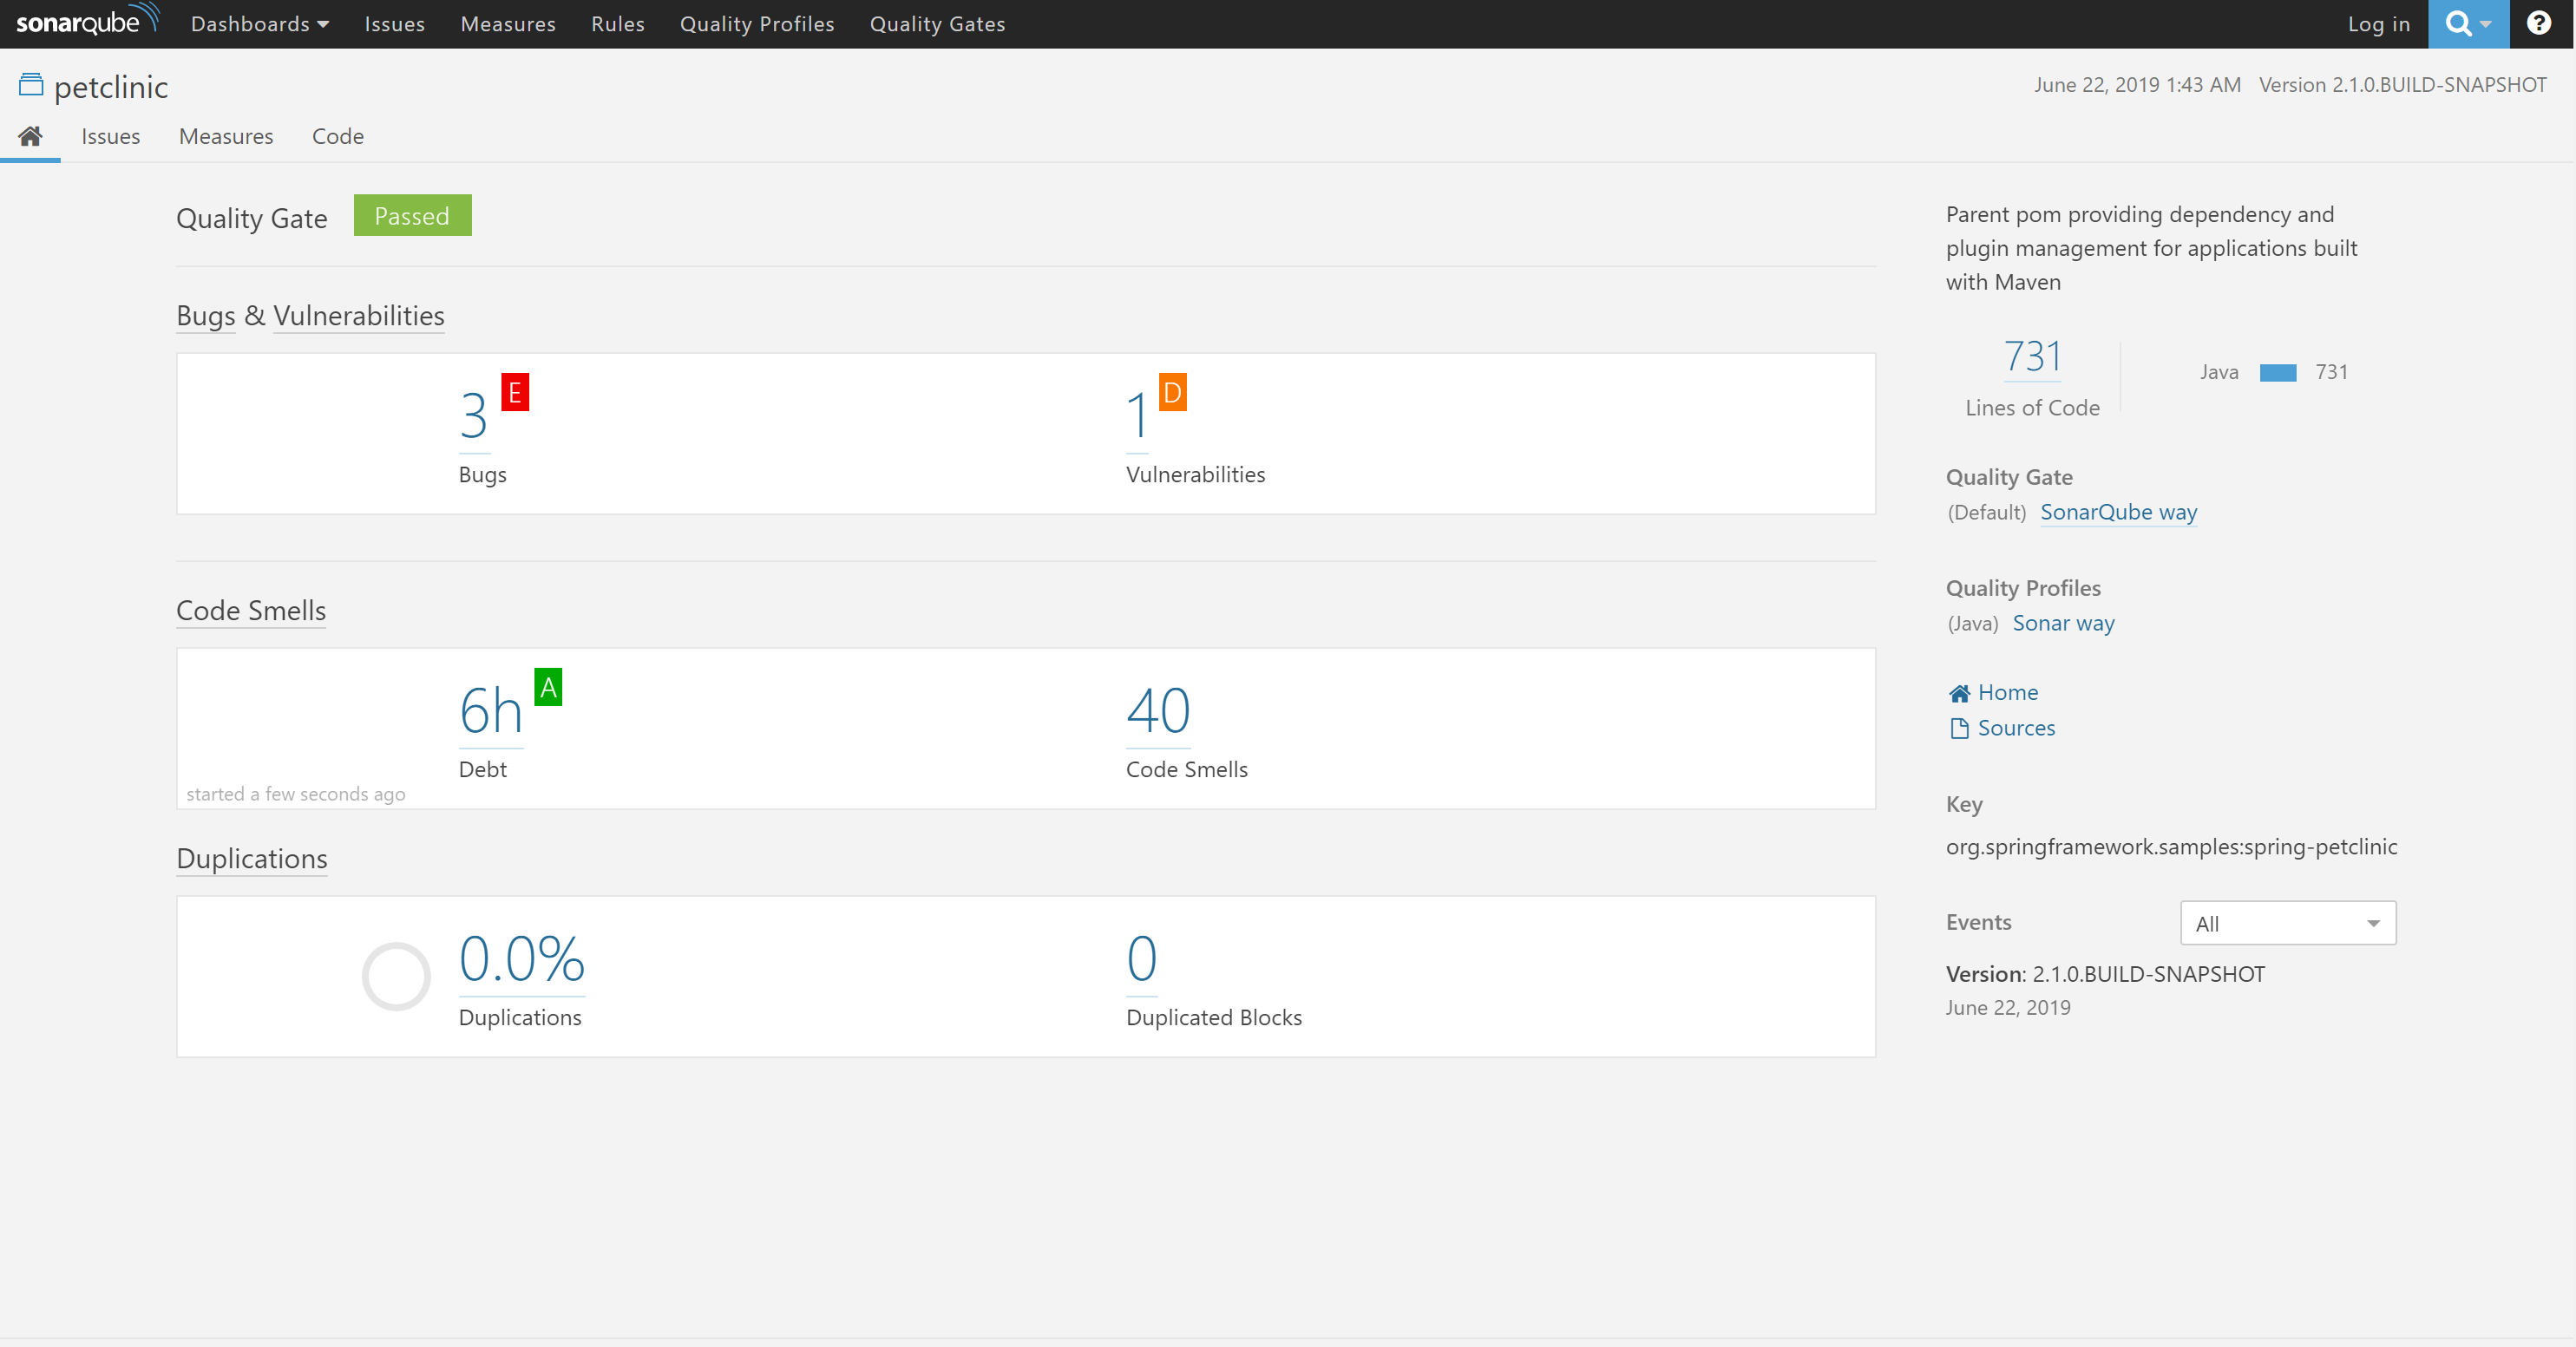 sonarqube Dashboards Issues Measures Rules Quality Profiles Quality Gates Log in
petclinic
June 22, 2019 1:43 AM Version 2.1.0.BUILD-SNAPSHOT
Issues Measures Code
Quality Gate Passed
Bugs & Vulnerabilities
3 E
Bugs
1 D
Vulnerabilities
Code Smells
6h A
Debt
40
Code Smells
started a few seconds ago
Duplications
0.0%
Duplications
0
Duplicated Blocks
Parent pom providing dependency and
plugin management for applications built
with Maven
731
Lines of Code
Java 731
Quality Gate
(Default) SonarQube way
Quality Profiles
(Java) Sonar way
Home
Sources
Key
org.springframework.samples:spring-petclinic
Events All
Version: 2.1.0.BUILD-SNAPSHOT
June 22, 2019